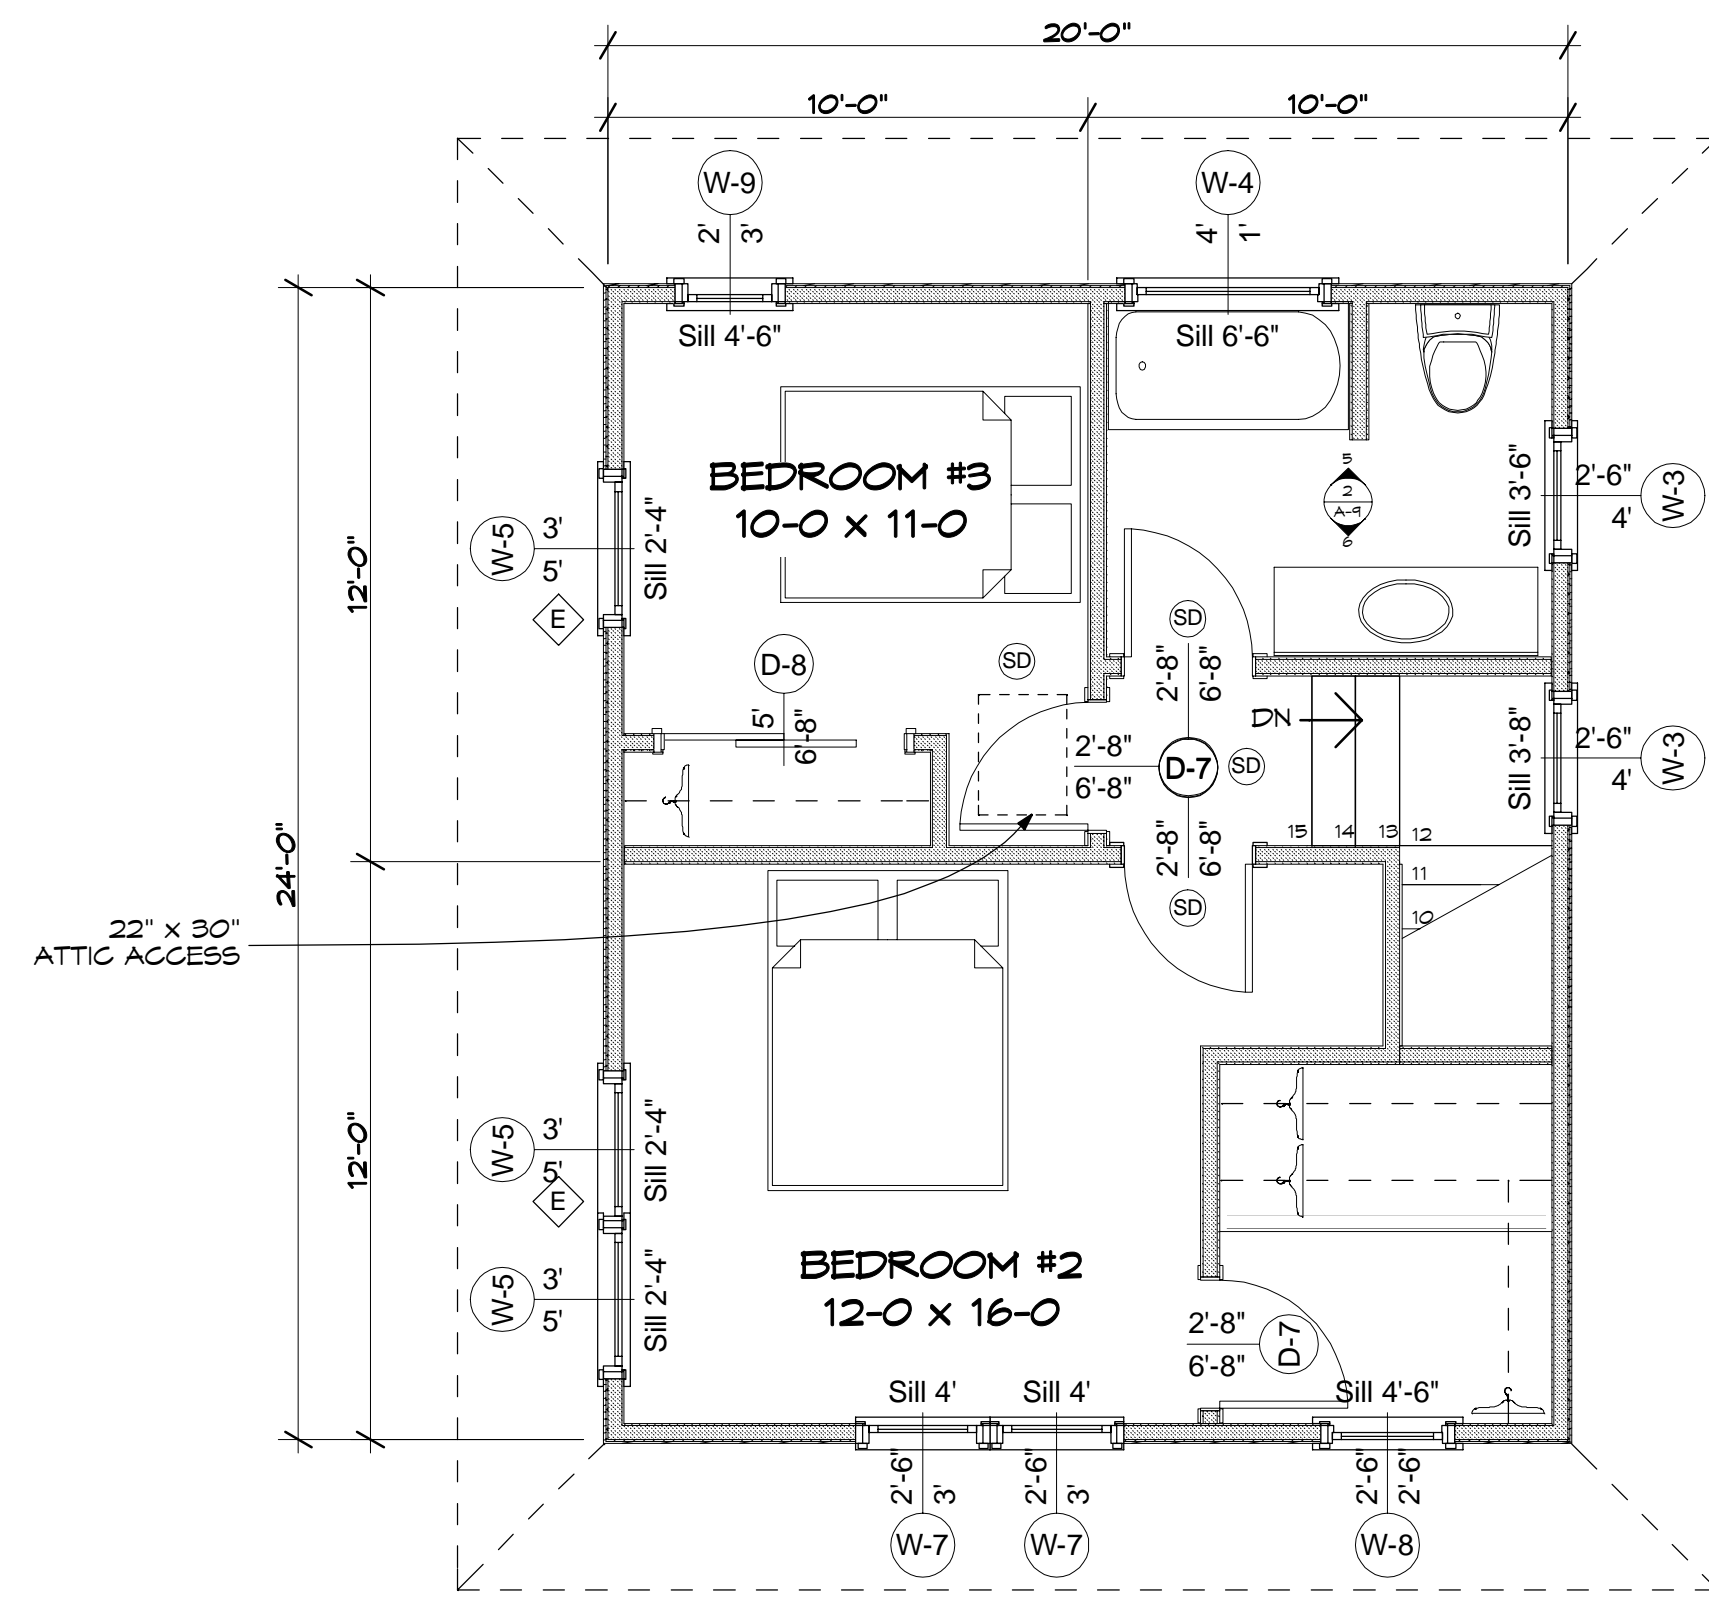 20'-0"
10'-0"
10'-0"
W-9
2'
3'
W-4
4'
1'
Sill 4'-6"
Sill 6'-6"
BEDROOM #3
10-0 x 11-0
5
2
A-9
6
Sill 3'-6"
2'-6"
4'
W-3
W-5
3'
5'
Sill 2'-4"
E
12'-0"
D-8
5'
6'-8"
SD
SD
2'-8"
6'-8"
DN
2'-8"
6'-8"
D-7
SD
Sill 3'-8"
2'-6"
4'
W-3
15
14
13
12
11
10
2'-8"
6'-8"
SD
24'-0"
22" x 30"
ATTIC ACCESS
12'-0"
W-5
3'
5'
Sill 2'-4"
E
W-5
3'
5'
Sill 2'-4"
BEDROOM #2
12-0 x 16-0
2'-8"
6'-8"
D-7
Sill 4'
Sill 4'
Sill 4'-6"
2'-6"
3'
2'-6"
3'
2'-6"
2'-6"
W-7
W-7
W-8